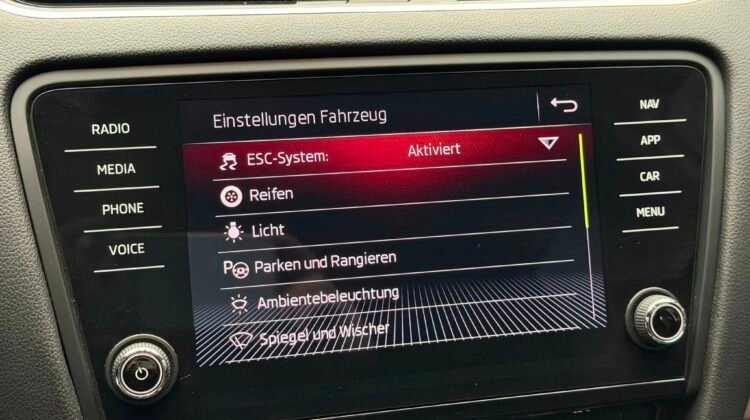 RADIO
MEDIA
PHONE
VOICE
Einstellungen Fahrzeug
ESC-System: Aktiviert
Reifen
Licht
P Parken und Rangieren
Ambientebeleuchtung
Spiegel und Wischer
NAV
APP
CAR
MENU